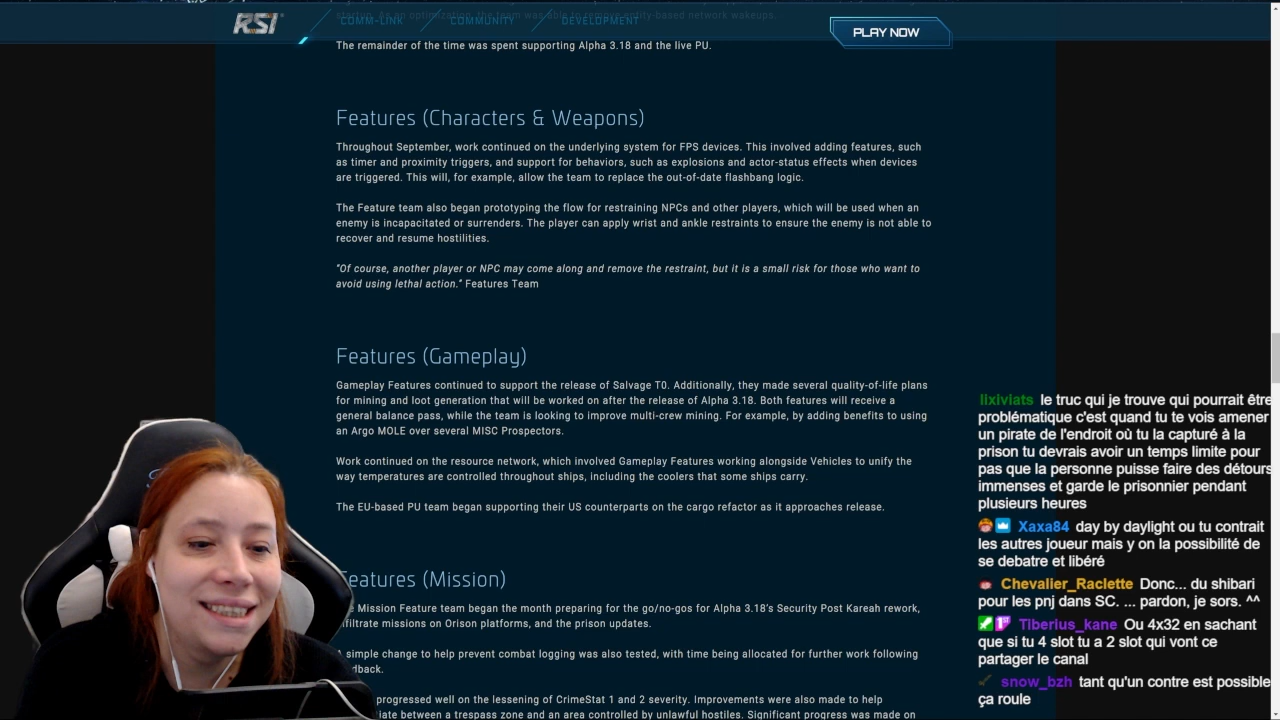 startup. As an optimization, the team was able to remove entity-based network wakeups.
RSI
COMM-LINK
COMMUNITY
DEVELOPMENT
PLAY NOW
The remainder of the time was spent supporting Alpha 3.18 and the live PU.
Features (Characters & Weapons)
Throughout September, work continued on the underlying system for FPS devices. This involved adding features, such
as timer and proximity triggers, and support for behaviors, such as explosions and actor-status effects when devices
are triggered. This will, for example, allow the team to replace the out-of-date flashbang logic.
The Feature team also began prototyping the flow for restraining NPCs and other players, which will be used when an
enemy is incapacitated or surrenders. The player can apply wrist and ankle restraints to ensure the enemy is not able to
recover and resume hostilities.
"Of course, another player or NPC may come along and remove the restraint, but it is a small risk for those who want to
avoid using lethal action." Features Team
Features (Gameplay)
Gameplay Features continued to support the release of Salvage T0. Additionally, they made several quality-of-life plans
for mining and loot generation that will be worked on after the release of Alpha 3.18. Both features will receive a
general balance pass, while the team is looking to improve multi-crew mining. For example, by adding benefits to using
an Argo MOLE over several MISC Prospectors.
Work continued on the resource network, which involved Gameplay Features working alongside Vehicles to unify the
way temperatures are controlled throughout ships, including the coolers that some ships carry.
The EU-based PU team began supporting their US counterparts on the cargo refactor as it approaches release.
eatures (Mission)
e Mission Feature team began the month preparing for the go/no-gos for Alpha 3.18's Security Post Kareah rework,
filtrate missions on Orison platforms, and the prison updates.
simple change to help prevent combat logging was also tested, with time being allocated for further work following
dback.
progressed well on the lessening of CrimeStat 1 and 2 severity. Improvements were also made to help
iate between a trespass zone and an area controlled by unlawful hostiles. Significant progress was made on
lixiviats le truc qui je trouve qui pourrait être
problématique c'est quand tu te vois amener
un pirate de l'endroit où tu la capturé à la
prison tu devrais avoir un temps limite pour
pas que la personne puisse faire des détours
immenses et garde le prisonnier pendant
plusieurs heures
Xaxa84 day by daylight ou tu contrait
les autres joueur mais y on la possibilité de
se debatre et libéré
Chevalier_Raclette Donc... du shibari
pour les pnj dans SC. ... pardon, je sors. ^^
Tiberius_kane Ou 4x32 en sachant
que si tu 4 slot tu a 2 slot qui vont ce
partager le canal
snow_bzh tant qu'un contre est possible
ça roule